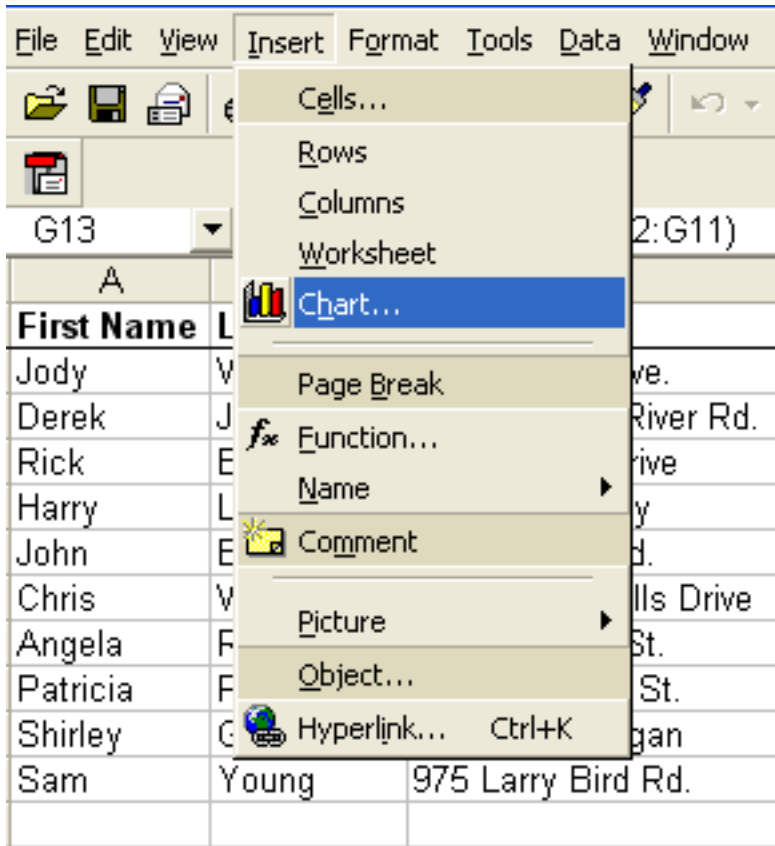 File Edit View Insert Format Tools Data Window
Cells...
Rows
G13 Columns 2:G11)
Worksheet
A
Chart...
First Name L
Jody Page Break ve.
Derek J River Rd.
Function...
Rick rive
Harry L Name y
John Comment d.
Chris lls Drive
Picture
Angela St.
Patricia Object... St.
Shirley G Hyperlink... Ctrl+K gan
Sam Young 975 Larry Bird Rd.